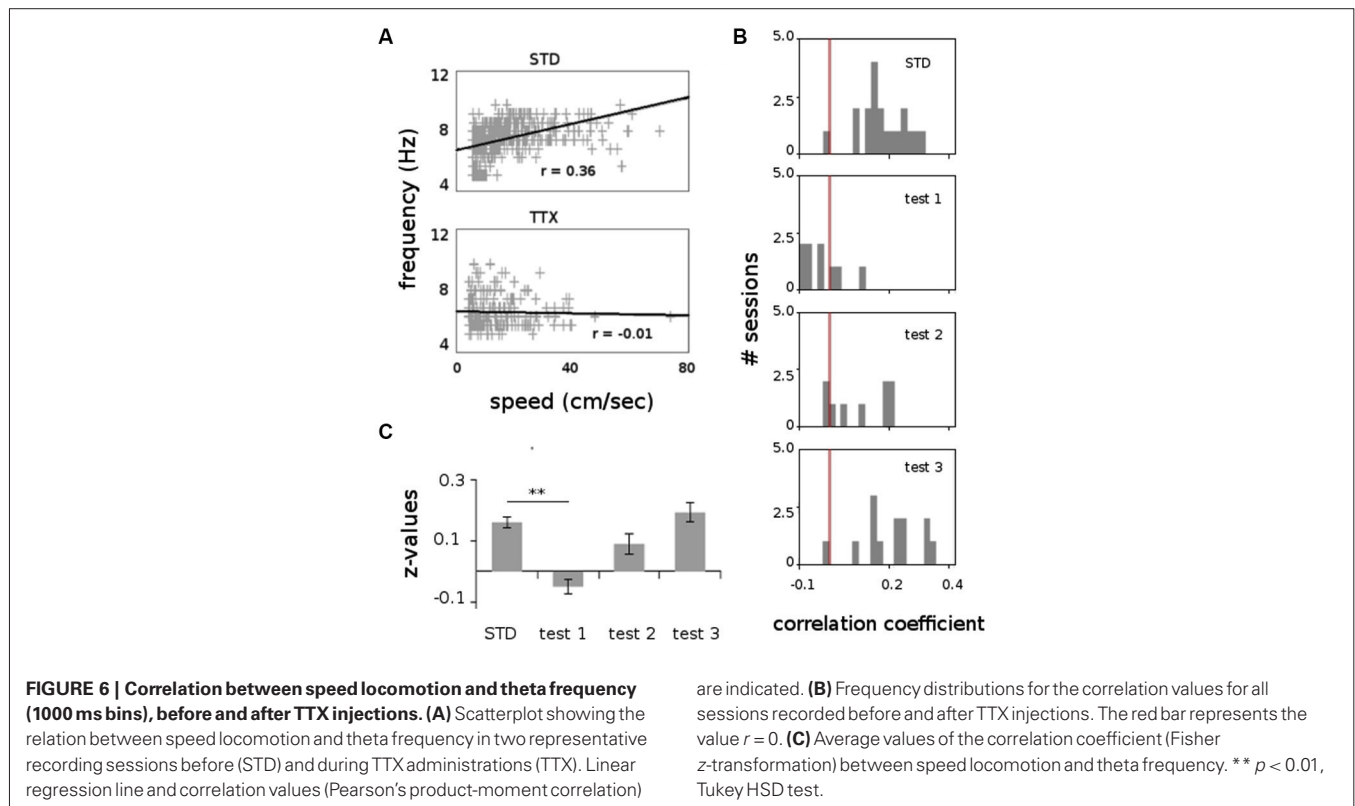 A
STD
12
8
4
r = 0.36
TTX
12
8
4
r = -0.01
0 40 80
frequency (Hz)
speed (cm/sec)
B
5.0
2.5
0
STD
5.0
2.5
0
test 1
5.0
2.5
0
test 2
5.0
2.5
0
test 3
-0.1 0.2 0.4
# sessions
correlation coefficient
C
0.3
0.1
-0.1
**
z-values
STD test 1 test 2 test 3
FIGURE 6 | Correlation between speed locomotion and theta frequency
(1000 ms bins), before and after TTX injections. (A) Scatterplot showing the
relation between speed locomotion and theta frequency in two representative
recording sessions before (STD) and during TTX administrations (TTX). Linear
regression line and correlation values (Pearson's product-moment correlation)
are indicated. (B) Frequency distributions for the correlation values for all
sessions recorded before and after TTX injections. The red bar represents the
value r = 0. (C) Average values of the correlation coefficient (Fisher
z-transformation) between speed locomotion and theta frequency. ** p < 0.01,
Tukey HSD test.